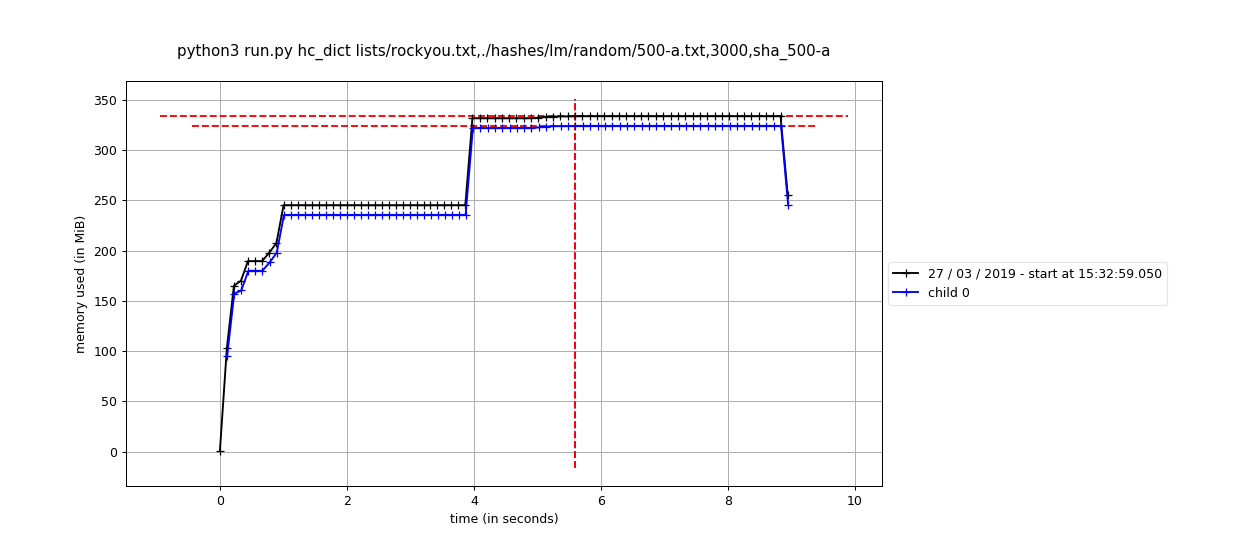 python3 run.py hc_dict lists/rockyou.txt,./hashes/lm/random/500-a.txt,3000,sha_500-a
350
300
250
200
150
100
50
0
memory used (in MiB)
0 2 4 6 8 10
time (in seconds)
27 / 03 / 2019 - start at 15:32:59.050
child 0